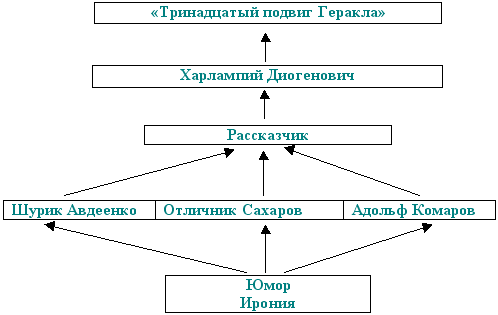 «Тринадцатый подвиг Геракла»
Харлампий Диогенович
Рассказчик
Шурик Авдеенко
Отличник Сахаров
Адольф Комаров
Юмор
Ирония